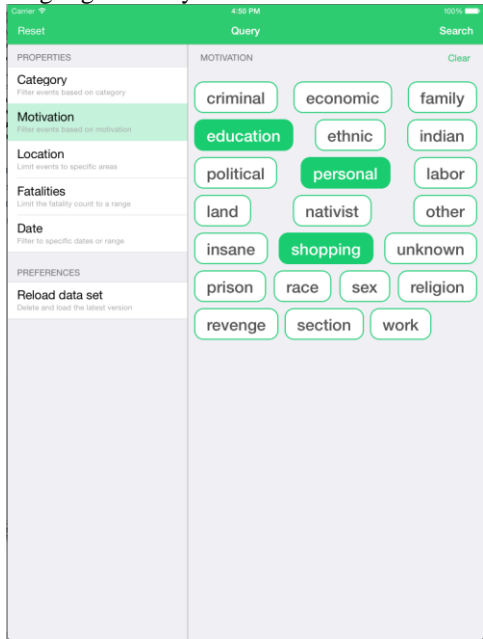 Carrier 4:50 PM 100%
Reset Query Search
PROPERTIES
Category
Filter events based on category
Motivation
Filter events based on motivation
Location
Limit events to specific areas
Fatalities
Limit the fatality count to a range
Date
Filter to specific dates or range
PREFERENCES
Reload data set
Delete and load the latest version
MOTIVATION Clear
criminal economic family
education ethnic indian
political personal labor
land nativist other
insane shopping unknown
prison race sex religion
revenge section work